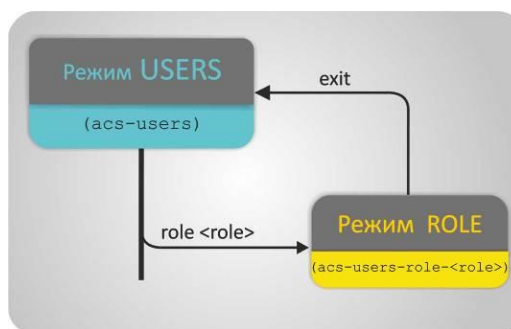 Режим USERS
(acs-users)
exit
role <role>
Режим ROLE
(acs-users-role-<role>)